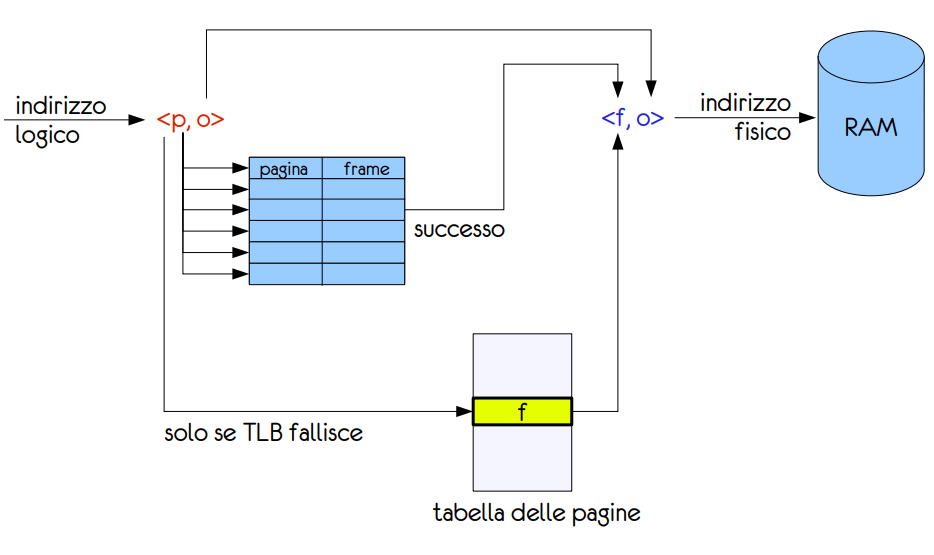 indirizzo
logico
<p, o>
pagina
frame
successo
<f, o>
indirizzo
fisico
RAM
f
solo se TLB fallisce
tabella delle pagine